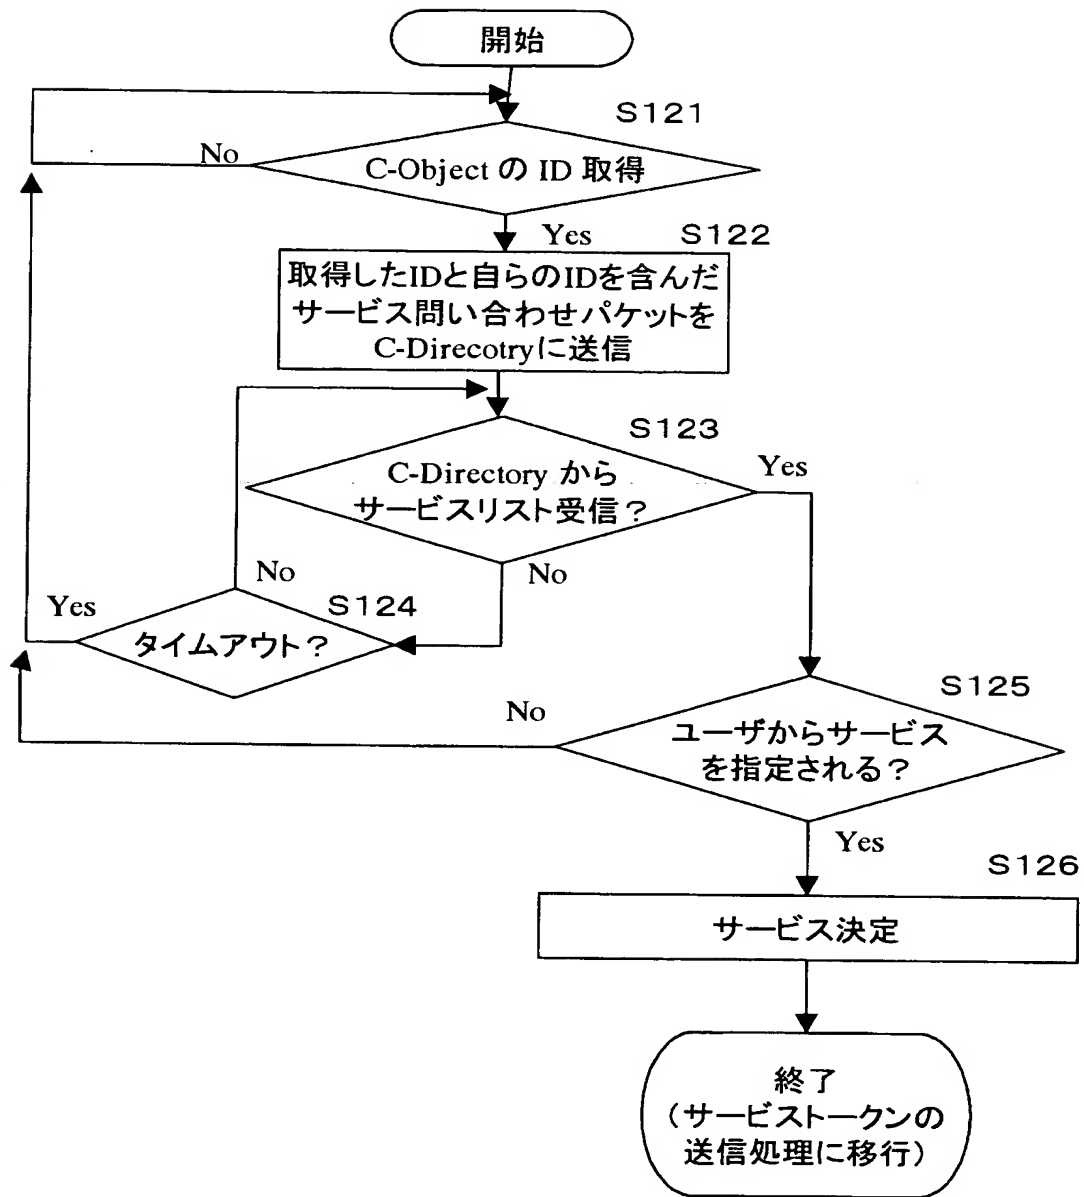 開始
S121
No
C-Object の ID 取得
Yes
S122
取得したIDと自らのIDを含んだ
サービス問い合わせパケットを
C-Direcotryに送信
S123
C-Directory から
サービスリスト受信？
Yes
No
No
Yes
S124
タイムアウト？
S125
No
ユーザからサービス
を指定される？
Yes
S126
サービス決定
終了
（サービストークンの
送信処理に移行）